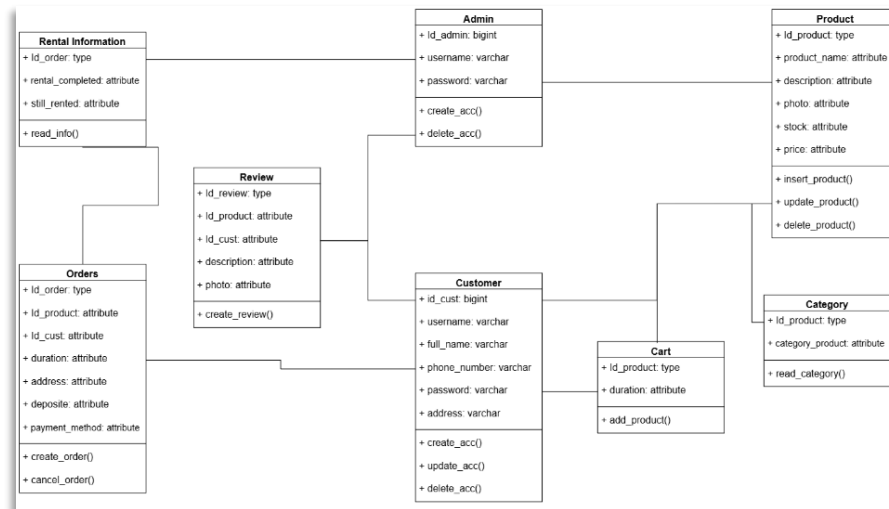 Rental Information
+ Id_order: type
+ rental_completed: attribute
+ still_rented: attribute
+ read_info()
Admin
+ Id_admin: bigint
+ username: varchar
+ password: varchar
+ create_acc()
+ delete_acc()
Product
+ Id_product: type
+ product_name: attribute
+ description: attribute
+ photo: attribute
+ stock: attribute
+ price: attribute
+ insert_product()
+ update_product()
+ delete_product()
Review
+ Id_review: type
+ Id_product: attribute
+ Id_cust: attribute
+ description: attribute
+ photo: attribute
+ create_review()
Orders
+ Id_order: type
+ Id_product: attribute
+ Id_cust: attribute
+ duration: attribute
+ address: attribute
+ deposite: attribute
+ payment_method: attribute
+ create_order()
+ cancel_order()
Customer
+ id_cust: bigint
+ username: varchar
+ full_name: varchar
+ phone_number: varchar
+ password: varchar
+ address: varchar
+ create_acc()
+ update_acc()
+ delete_acc()
Cart
+ Id_product: type
+ duration: attribute
+ add_product()
Category
+ Id_product: type
+ category_product: attribute
+ read_category()